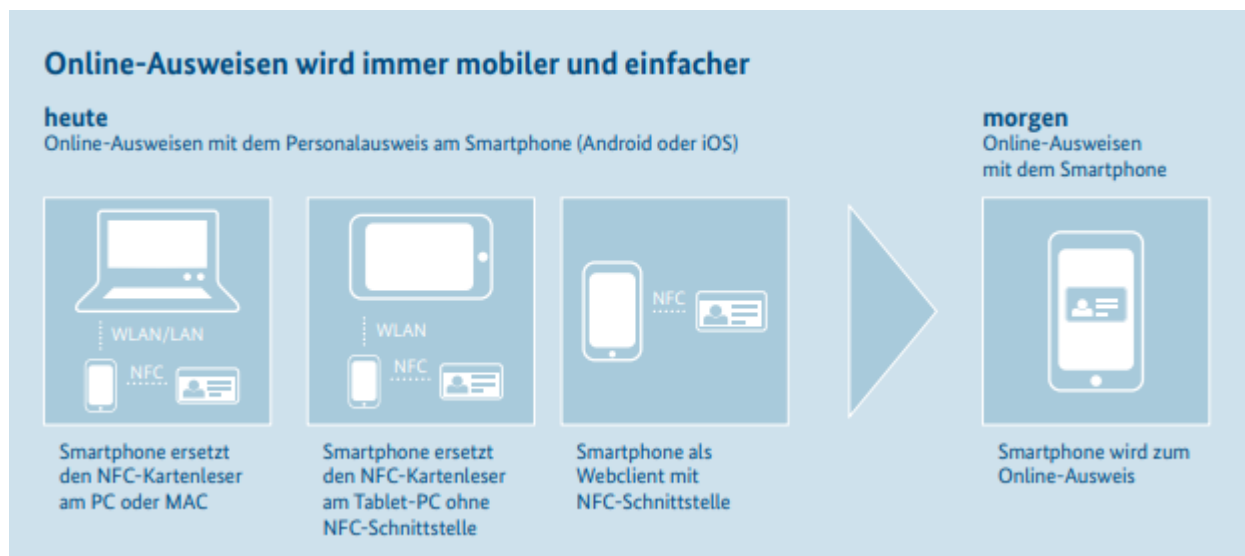 Online-Ausweisen wird immer mobiler und einfacher
heute
Online-Ausweisen mit dem Personalausweis am Smartphone (Android oder iOS)
WLAN/LAN
NFC
Smartphone ersetzt
den NFC-Kartenleser
am PC oder MAC
WLAN
NFC
Smartphone ersetzt
den NFC-Kartenleser
am Tablet-PC ohne
NFC-Schnittstelle
NFC
Smartphone als
Webclient mit
NFC-Schnittstelle
morgen
Online-Ausweisen
mit dem Smartphone
Smartphone wird zum
Online-Ausweis